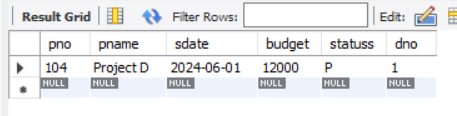 Result Grid Filter Rows: Edit:
pno pname sdate budget statuss dno
104 Project D 2024-06-01 12000 P 1
NULL NULL NULL NULL NULL NULL